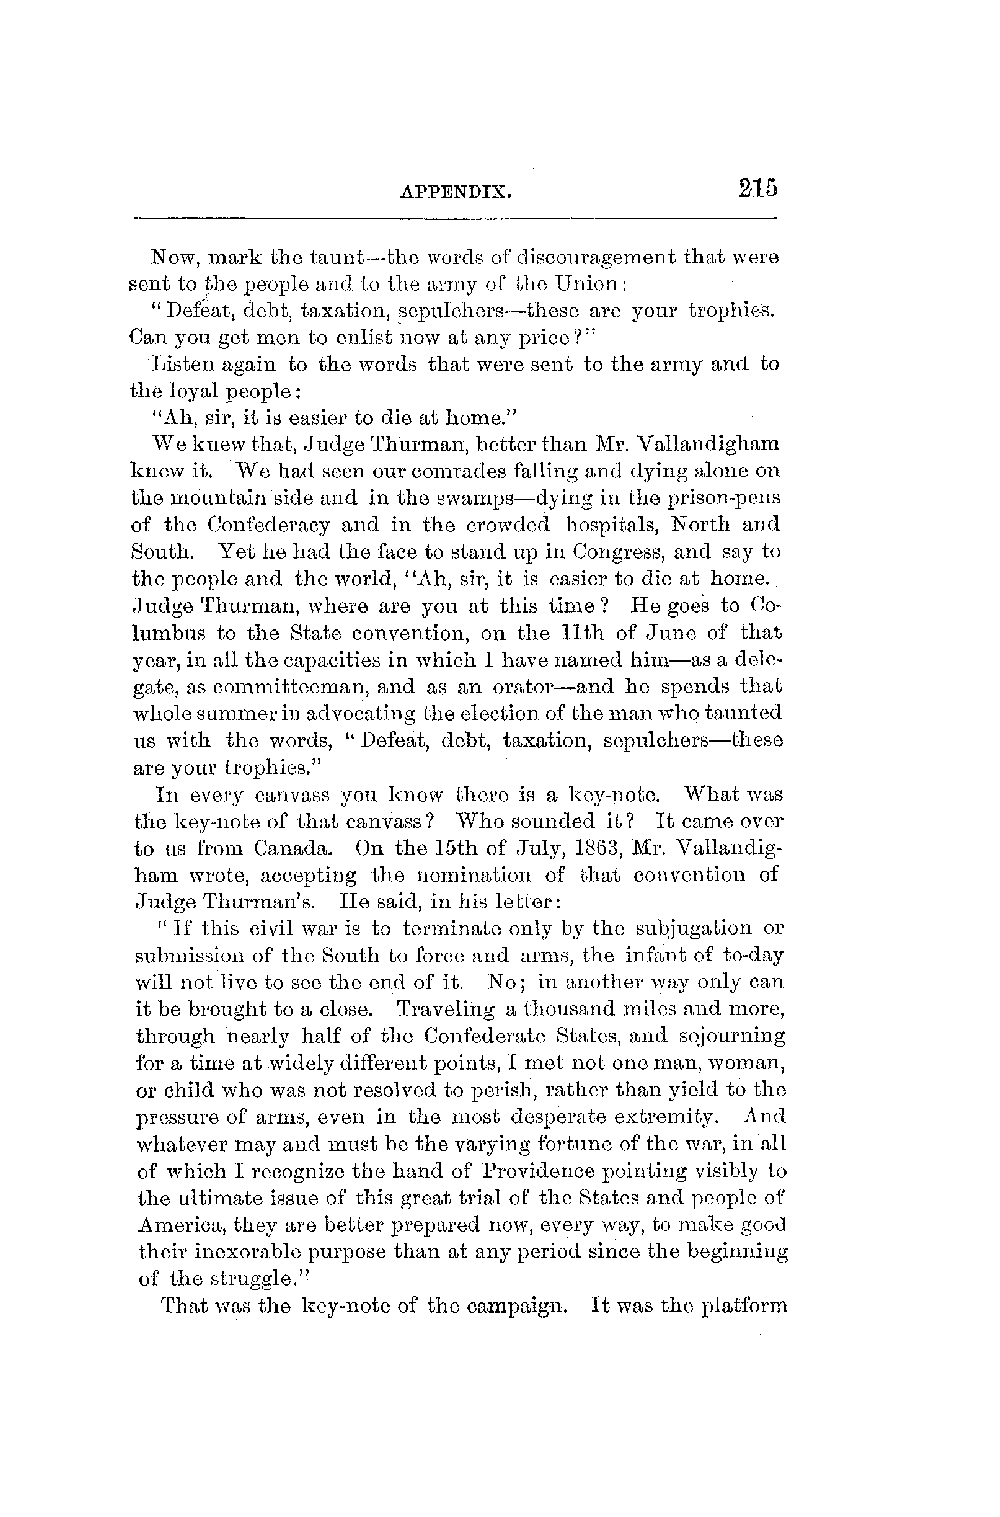 APPENDIX. 215
Now, mark the taunt—the words of discouragement that were
sent to the people and to the army of the Union:
"Defeat, debt, taxation, sepulchers—these are your trophies.
Can you get men to enlist now at any price?"
Listen again to the words that were sent to the army and to
the loyal people:
"Ah, sir, it is easier to die at home."
We knew that, Judge Thurman, better than Mr. Vallandigham
knew it. We had seen our comrades falling and dying alone on
the mountain side and in the swamps—dying in the prison-pens
of the Confederacy and in the crowded hospitals, North and
South. Yet he had the face to stand up in Congress, and say to
the people and the world, "Ah, sir, it is easier to die at home.
Judge Thurman, where are you at this time? He goes to Co-
lumbus to the State convention, on the 11th of June of that
year, in all the capacities in which I have named him—as a dele-
gate, as committeeman, and as an orator—and he spends that
whole summer in advocating the election of the man who taunted
us with the words, "Defeat, debt, taxation, sepulchers—these
are your trophies."
In every canvass you know there is a key-note. What was
the key-note of that canvass? Who sounded it? It came over
to us from Canada. On the 15th of July, 1863, Mr. Vallandig-
ham wrote, accepting the nomination of that convention of
Judge Thurman's. He said, in his letter:
"If this civil war is to terminate only by the subjugation or
submission of the South to force and arms, the infant of to-day
will not live to see the end of it. No; in another way only can
it be brought to a close. Traveling a thousand miles and more,
through nearly half of the Confederate States, and sojourning
for a time at widely different points, I met not one man, woman,
or child who was not resolved to perish, rather than yield to the
pressure of arms, even in the most desperate extremity. And
whatever may and must be the varying fortune of the war, in all
of which I recognize the hand of Providence pointing visibly to
the ultimate issue of this great trial of the States and people of
America, they are better prepared now, every way, to make good
their inexorable purpose than at any period since the beginning
of the struggle."
That was the key-note of the campaign. It was the platform